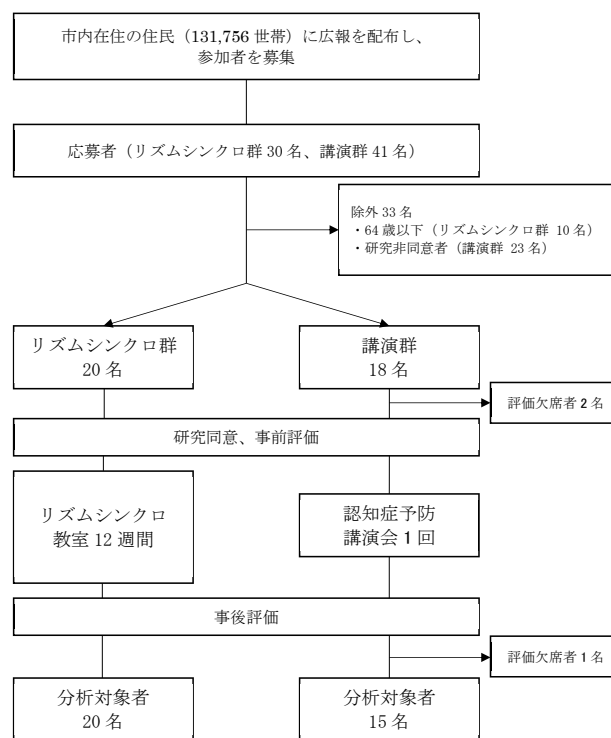 市内在住の住民（131,756 世帯）に広報を配布し、
参加者を募集
応募者（リズムシンクロ群 30 名、講演群 41 名）
除外 33 名
・64 歳以下（リズムシンクロ群 10 名）
・研究非同意者（講演群 23 名）
リズムシンクロ群
20 名
講演群
18 名
評価欠席者 2 名
研究同意、事前評価
リズムシンクロ
教室 12 週間
認知症予防
講演会 1 回
事後評価
評価欠席者 1 名
分析対象者
20 名
分析対象者
15 名